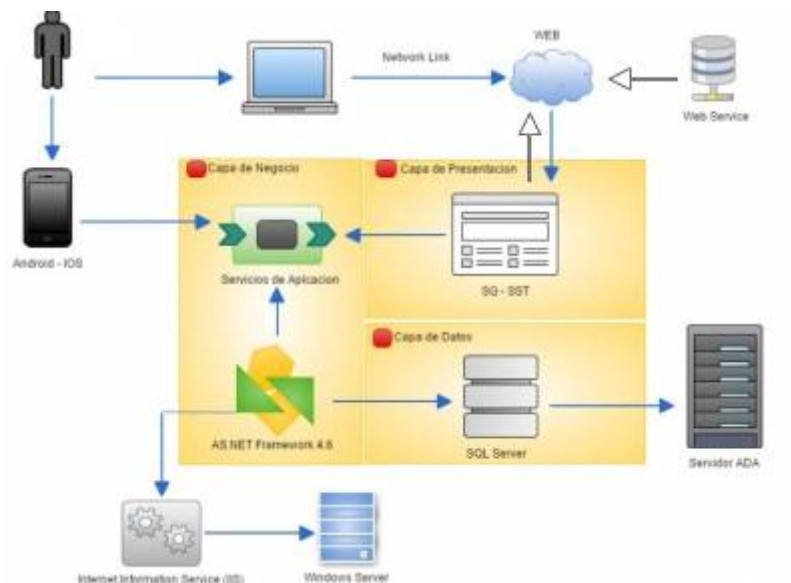 WEB
Network Link
Web Service
Capa de Negocio
Capa de Presentacion
Android - IOS
Servicios de Aplicacion
SG - SST
Capa de Datos
AS.NET Framework 4.6
SQL Server
Servidor ADA
Internet Information Service (IIS)
Windows Server